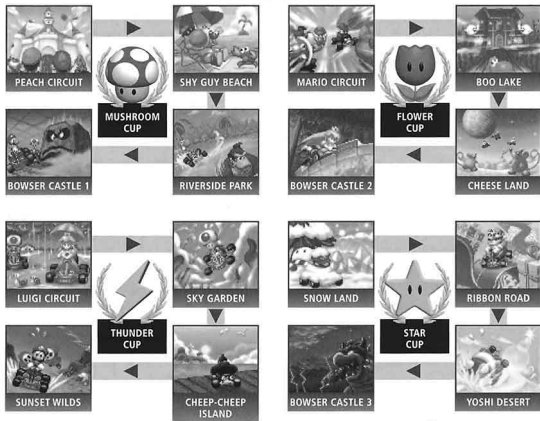 PEACH CIRCUIT
SHY GUY BEACH
MUSHROOM
CUP
BOWSER CASTLE 1
RIVERSIDE PARK
MARIO CIRCUIT
BOO LAKE
FLOWER
CUP
BOWSER CASTLE 2
CHEESE LAND
LUIGI CIRCUIT
SKY GARDEN
THUNDER
CUP
SUNSET WILDS
CHEEP-CHEEP
ISLAND
SNOW LAND
RIBBON ROAD
STAR
CUP
BOWSER CASTLE 3
YOSHI DESERT